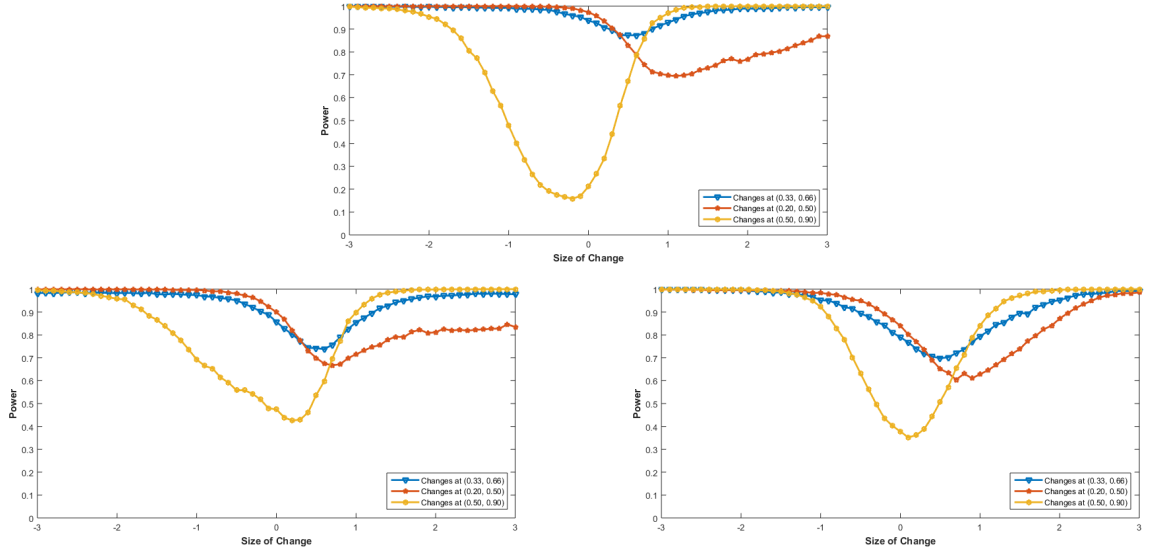 1
0.9
0.8
0.7
0.6
0.5
0.4
0.3
0.2
0.1
0
Power
-3 -2 -1 0 1 2 3
Size of Change
Changes at (0.33, 0.66)
Changes at (0.20, 0.50)
Changes at (0.50, 0.90)
1
0.9
0.8
0.7
0.6
0.5
0.4
0.3
0.2
0.1
0
Power
-3 -2 -1 0 1 2 3
Size of Change
Changes at (0.33, 0.66)
Changes at (0.20, 0.50)
Changes at (0.50, 0.90)
1
0.9
0.8
0.7
0.6
0.5
0.4
0.3
0.2
0.1
0
Power
-3 -2 -1 0 1 2 3
Size of Change
Changes at (0.33, 0.66)
Changes at (0.20, 0.50)
Changes at (0.50, 0.90)